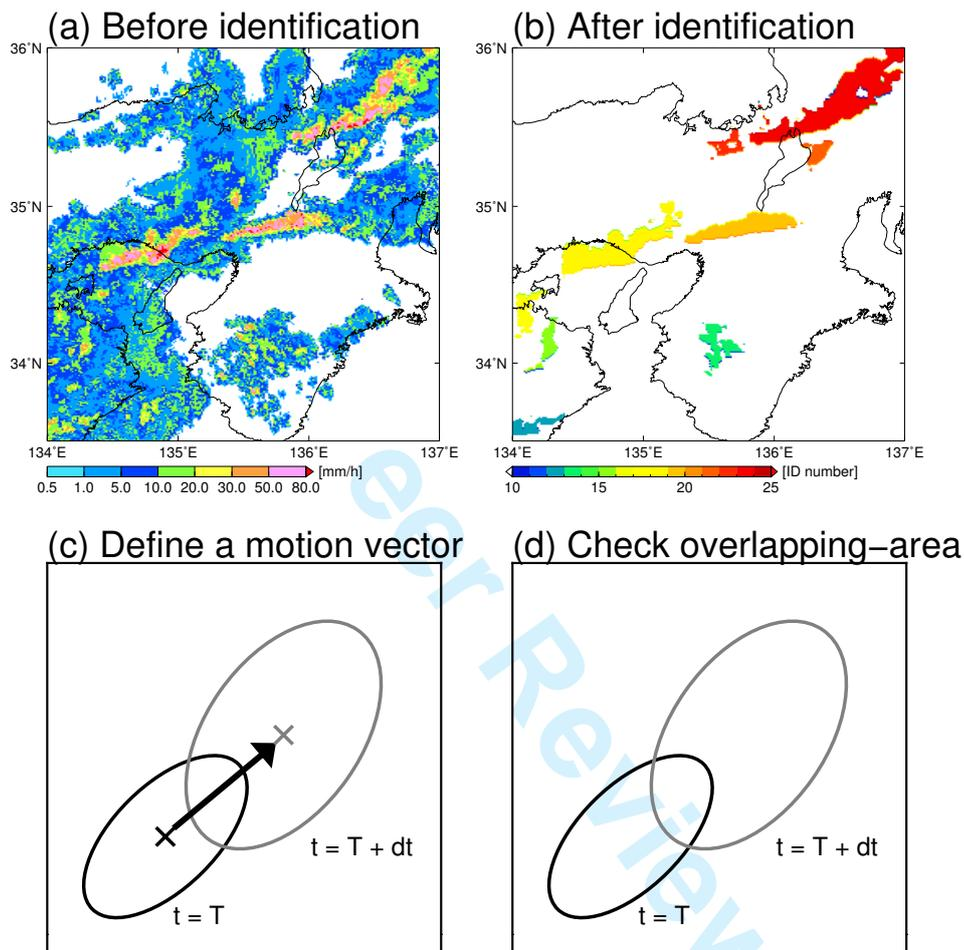 (a) Before identification
(b) After identification
36˚N
35˚N
34˚N
134˚E 135˚E 136˚E 137˚E
0.5 1.0 5.0 10.0 20.0 30.0 50.0 80.0 [mm/h]
36˚N
35˚N
34˚N
134˚E 135˚E 136˚E 137˚E
10 15 20 25 [ID number]
(c) Define a motion vector
t = T + dt
t = T
(d) Check overlapping−area
t = T + dt
t = T
eer Review